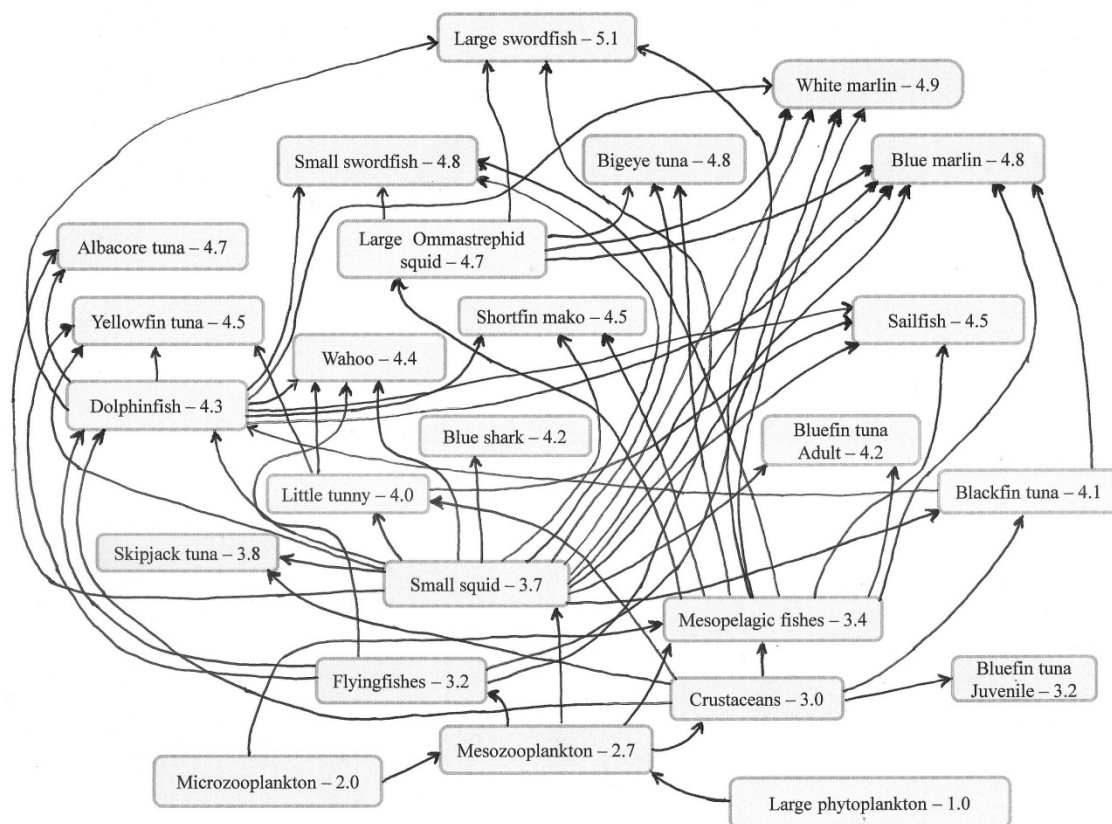 Large swordfish – 5.1
White marlin – 4.9
Small swordfish – 4.8
Bigeye tuna – 4.8
Blue marlin – 4.8
Albacore tuna – 4.7
Large Ommastrephid
squid – 4.7
Yellowfin tuna – 4.5
Shortfin mako – 4.5
Sailfish – 4.5
Wahoo – 4.4
Dolphinfish – 4.3
Blue shark – 4.2
Bluefin tuna
Adult – 4.2
Little tunny – 4.0
Blackfin tuna – 4.1
Skipjack tuna – 3.8
Small squid – 3.7
Mesopelagic fishes – 3.4
Flyingfishes – 3.2
Crustaceans – 3.0
Bluefin tuna
Juvenile – 3.2
Mesozooplankton – 2.7
Microzooplankton – 2.0
Large phytoplankton – 1.0